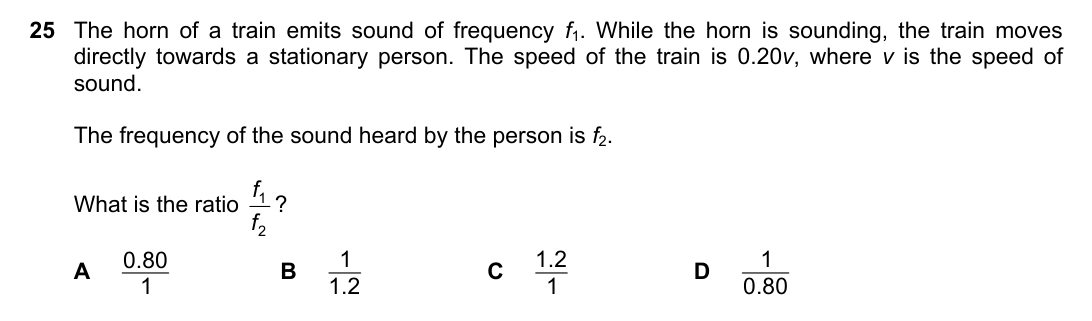 25 The horn of a train emits sound of frequency f₁. While the horn is sounding, the train moves
directly towards a stationary person. The speed of the train is 0.20v, where v is the speed of
sound.
The frequency of the sound heard by the person is f₂.
What is the ratio f₁/f₂ ?
A 0.80/1 B 1/1.2 C 1.2/1 D 1/0.80